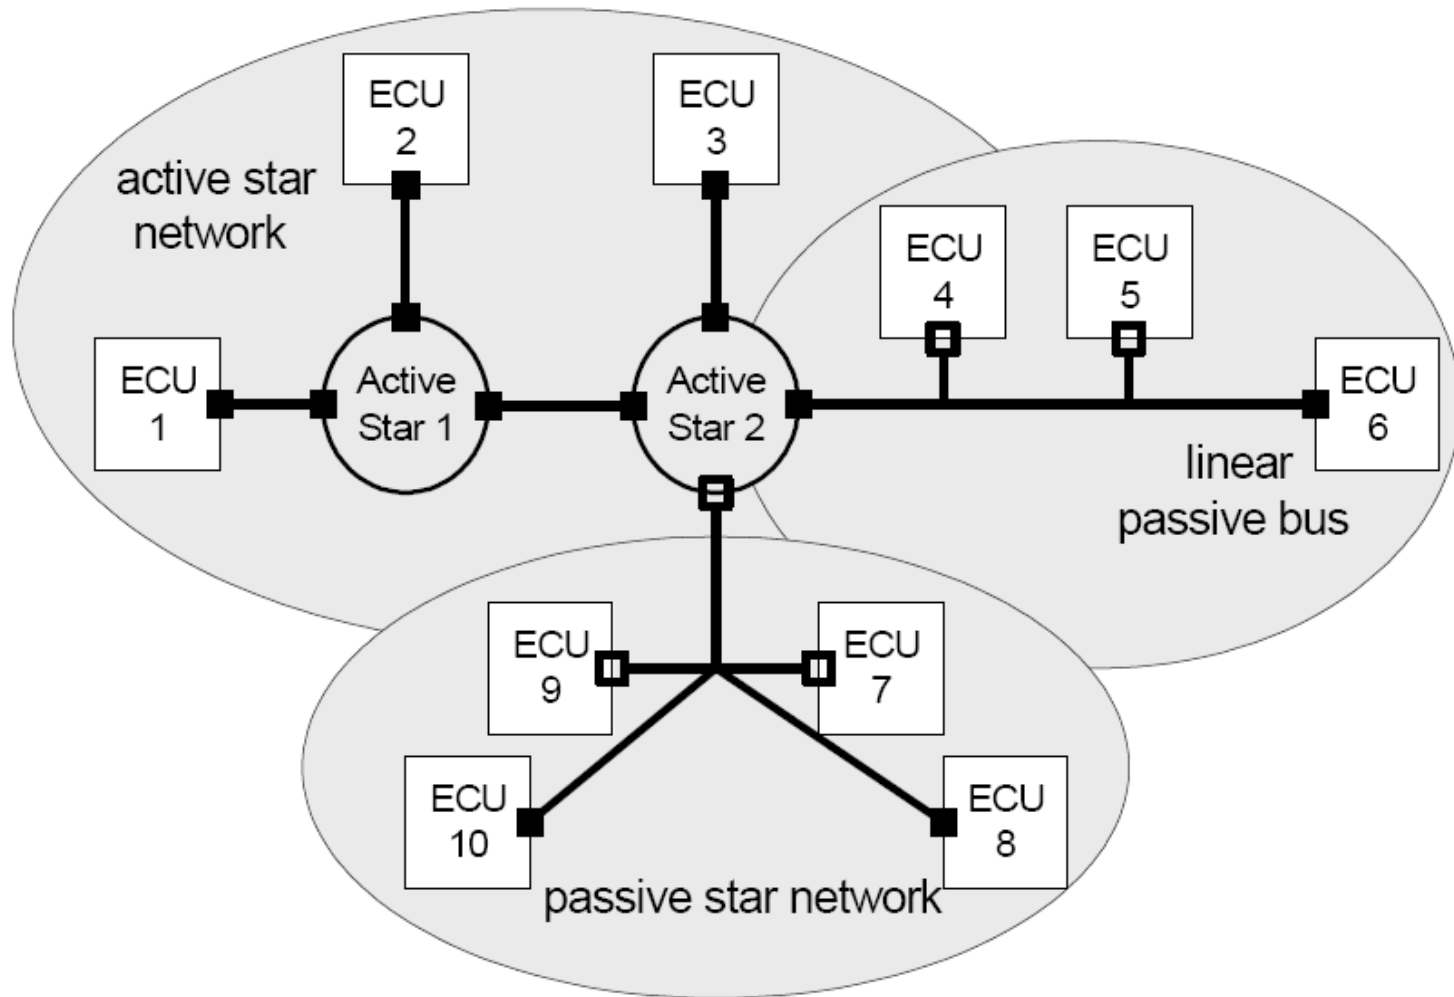 ECU
2
ECU
3
active star
network
ECU
4
ECU
5
ECU
1
Active
Star 1
Active
Star 2
ECU
6
linear
passive bus
ECU
9
ECU
7
ECU
10
ECU
8
passive star network